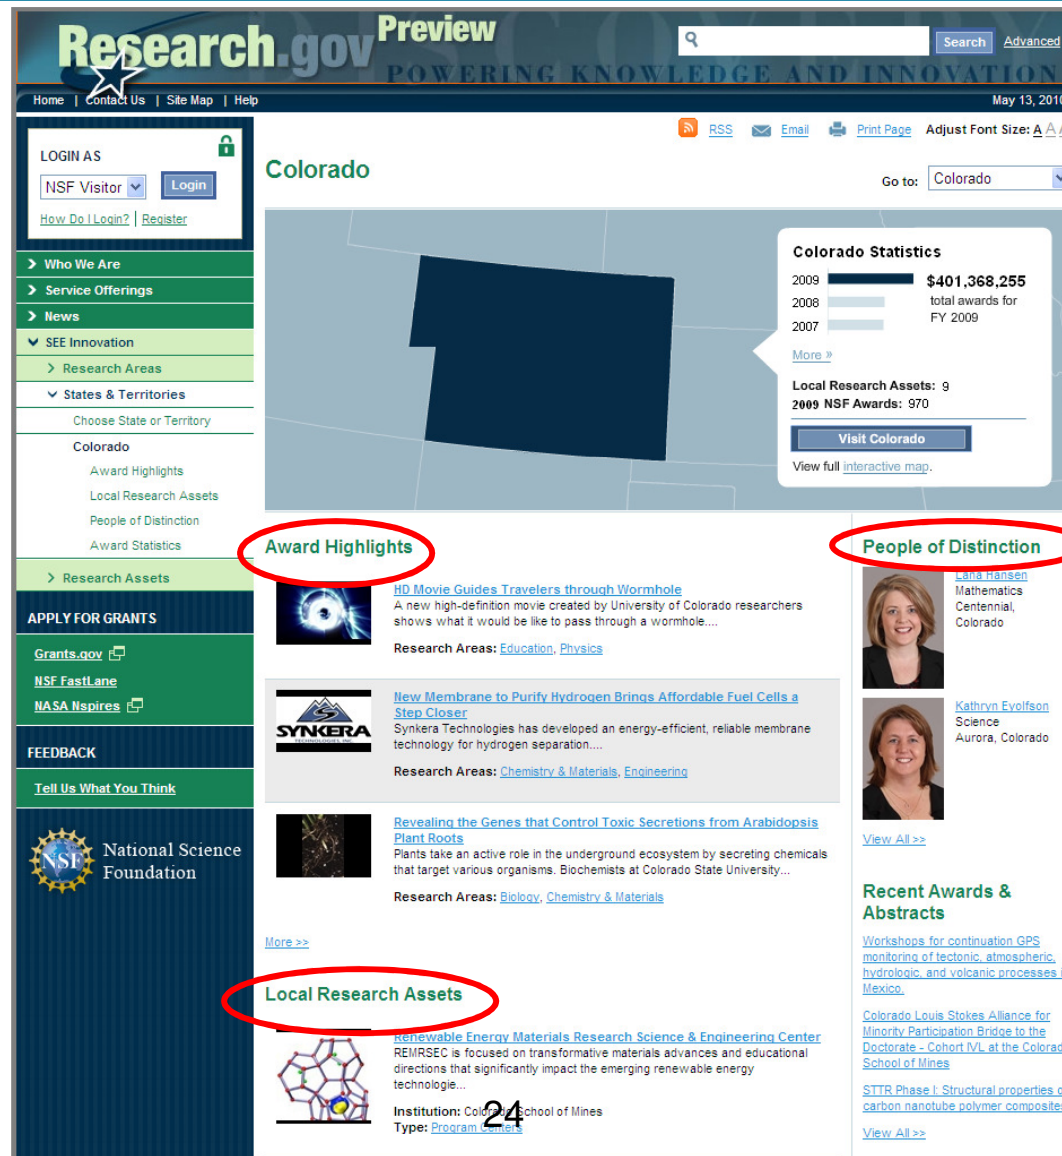 Research.gov Preview
Search Advanced
POWERING KNOWLEDGE AND INNOVATION
Home | Contact Us | Site Map | Help
May 13, 2010
RSS Email Print Page Adjust Font Size: A A A
LOGIN AS
NSF Visitor Login
How Do I Login? | Register
Who We Are
Service Offerings
News
SEE Innovation
Research Areas
States & Territories
Choose State or Territory
Colorado
Award Highlights
Local Research Assets
People of Distinction
Award Statistics
Research Assets
APPLY FOR GRANTS
Grants.gov
NSF FastLane
NASA Nspires
FEEDBACK
Tell Us What You Think
NSF
National Science
Foundation
Colorado
Go to: Colorado
Colorado Statistics
2009 $401,368,255
2008 total awards for
FY 2009
2007
More »
Local Research Assets: 9
2009 NSF Awards: 970
Visit Colorado
View full interactive map.
Award Highlights
HD Movie Guides Travelers through Wormhole
A new high-definition movie created by University of Colorado researchers
shows what it would be like to pass through a wormhole....
Research Areas: Education, Physics
SYNKERA
TECHNOLOGIES, INC.
New Membrane to Purify Hydrogen Brings Affordable Fuel Cells a
Step Closer
Synkera Technologies has developed an energy-efficient, reliable membrane
technology for hydrogen separation....
Research Areas: Chemistry & Materials, Engineering
Revealing the Genes that Control Toxic Secretions from Arabidopsis
Plant Roots
Plants take an active role in the underground ecosystem by secreting chemicals
that target various organisms. Biochemists at Colorado State University...
Research Areas: Biology, Chemistry & Materials
More >>
Local Research Assets
Renewable Energy Materials Research Science & Engineering Center
REMRSEC is focused on transformative materials advances and educational
directions that significantly impact the emerging renewable energy
technologie...
Institution: Colorado School of Mines
Type: Program Centers
24
People of Distinction
Lana Hansen
Mathematics
Centennial,
Colorado
Kathryn Evolfson
Science
Aurora, Colorado
View All >>
Recent Awards &
Abstracts
Workshops for continuation GPS
monitoring of tectonic, atmospheric,
hydrologic, and volcanic processes
Mexico.
Colorado Louis Stokes Alliance for
Minority Participation Bridge to the
Doctorate - Cohort IVL at the Colorad
School of Mines
STTR Phase I: Structural properties
carbon nanotube polymer composite
View All >>